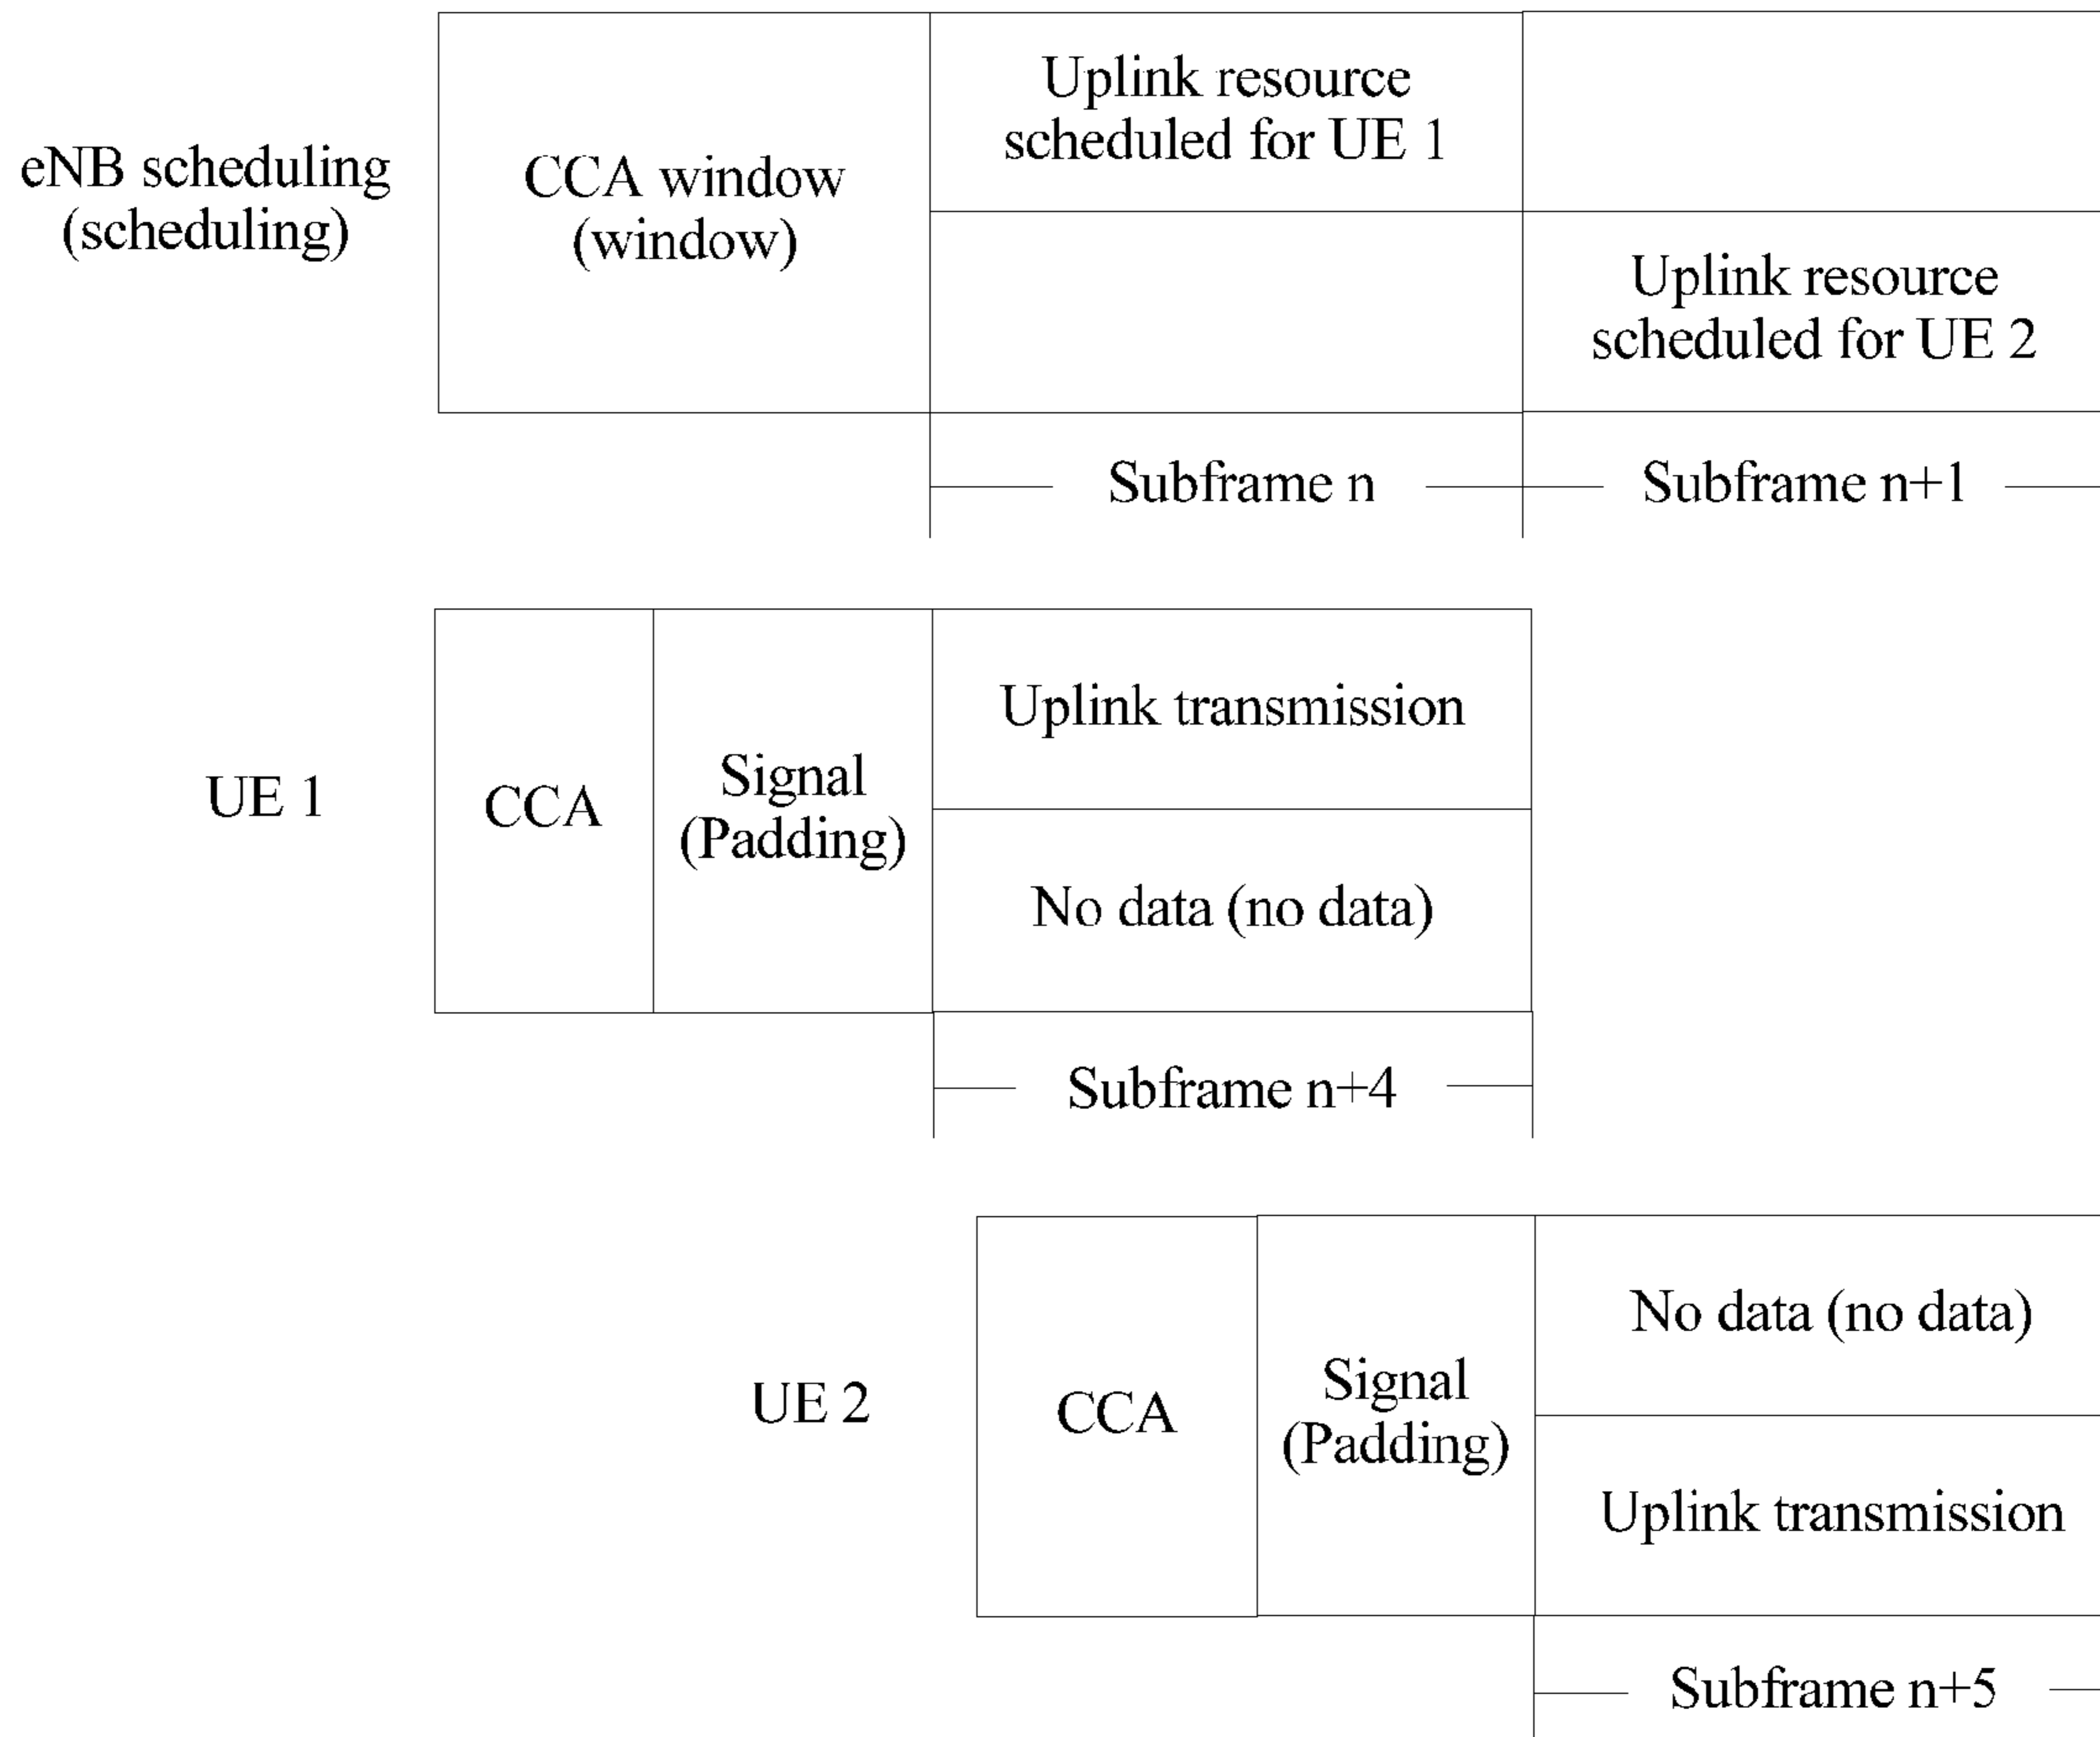 eNB scheduling
(scheduling)
CCA window
(window)
Uplink resource
scheduled for UE 1
Uplink resource
scheduled for UE 2
Subframe n
Subframe n+1
UE 1
CCA
Signal
(Padding)
Uplink transmission
No data (no data)
Subframe n+4
UE 2
CCA
Signal
(Padding)
No data (no data)
Uplink transmission
Subframe n+5